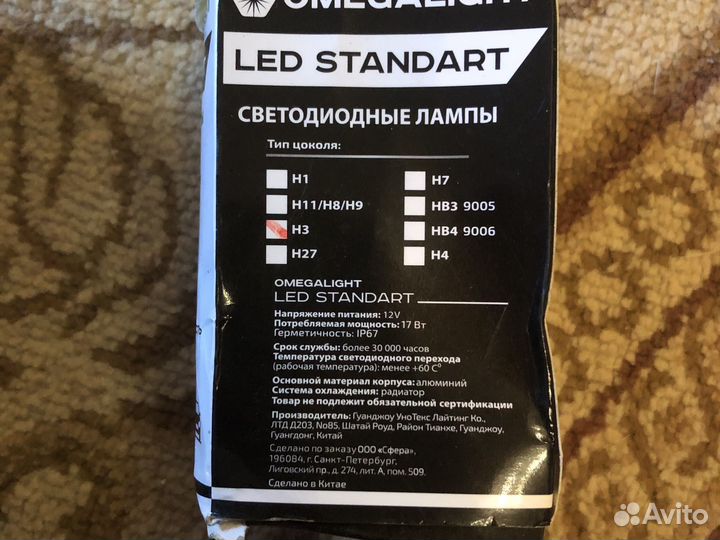 OMEGALIGHT
LED STANDART
СВЕТОДИОДНЫЕ ЛАМПЫ
Тип цоколя:
H1
H7
H11/H8/H9
HB3 9005
H3
HB4 9006
H27
H4
OMEGALIGHT
LED STANDART
Напряжение питания: 12V
Потребляемая мощность: 17 Вт
Герметичность: IP67
Срок службы: более 30 000 часов
Температура светодиодного перехода
(рабочая температура): менее +60 C°
Основной материал корпуса: алюминий
Система охлаждения: радиатор
Товар не подлежит обязательной сертификации
Производитель: Гуанджоу УноТекс Лайтинг Ко.,
ЛТД Д203, No85, Шатай Роуд, Район Тианхе, Гуанджоу,
Гуангдонг, Китай
Сделано по заказу ООО «Сфера»,
196084, г. Санкт-Петербург,
Лиговский пр., д. 274, лит. А, пом. 509.
Сделано в Китае
Avito